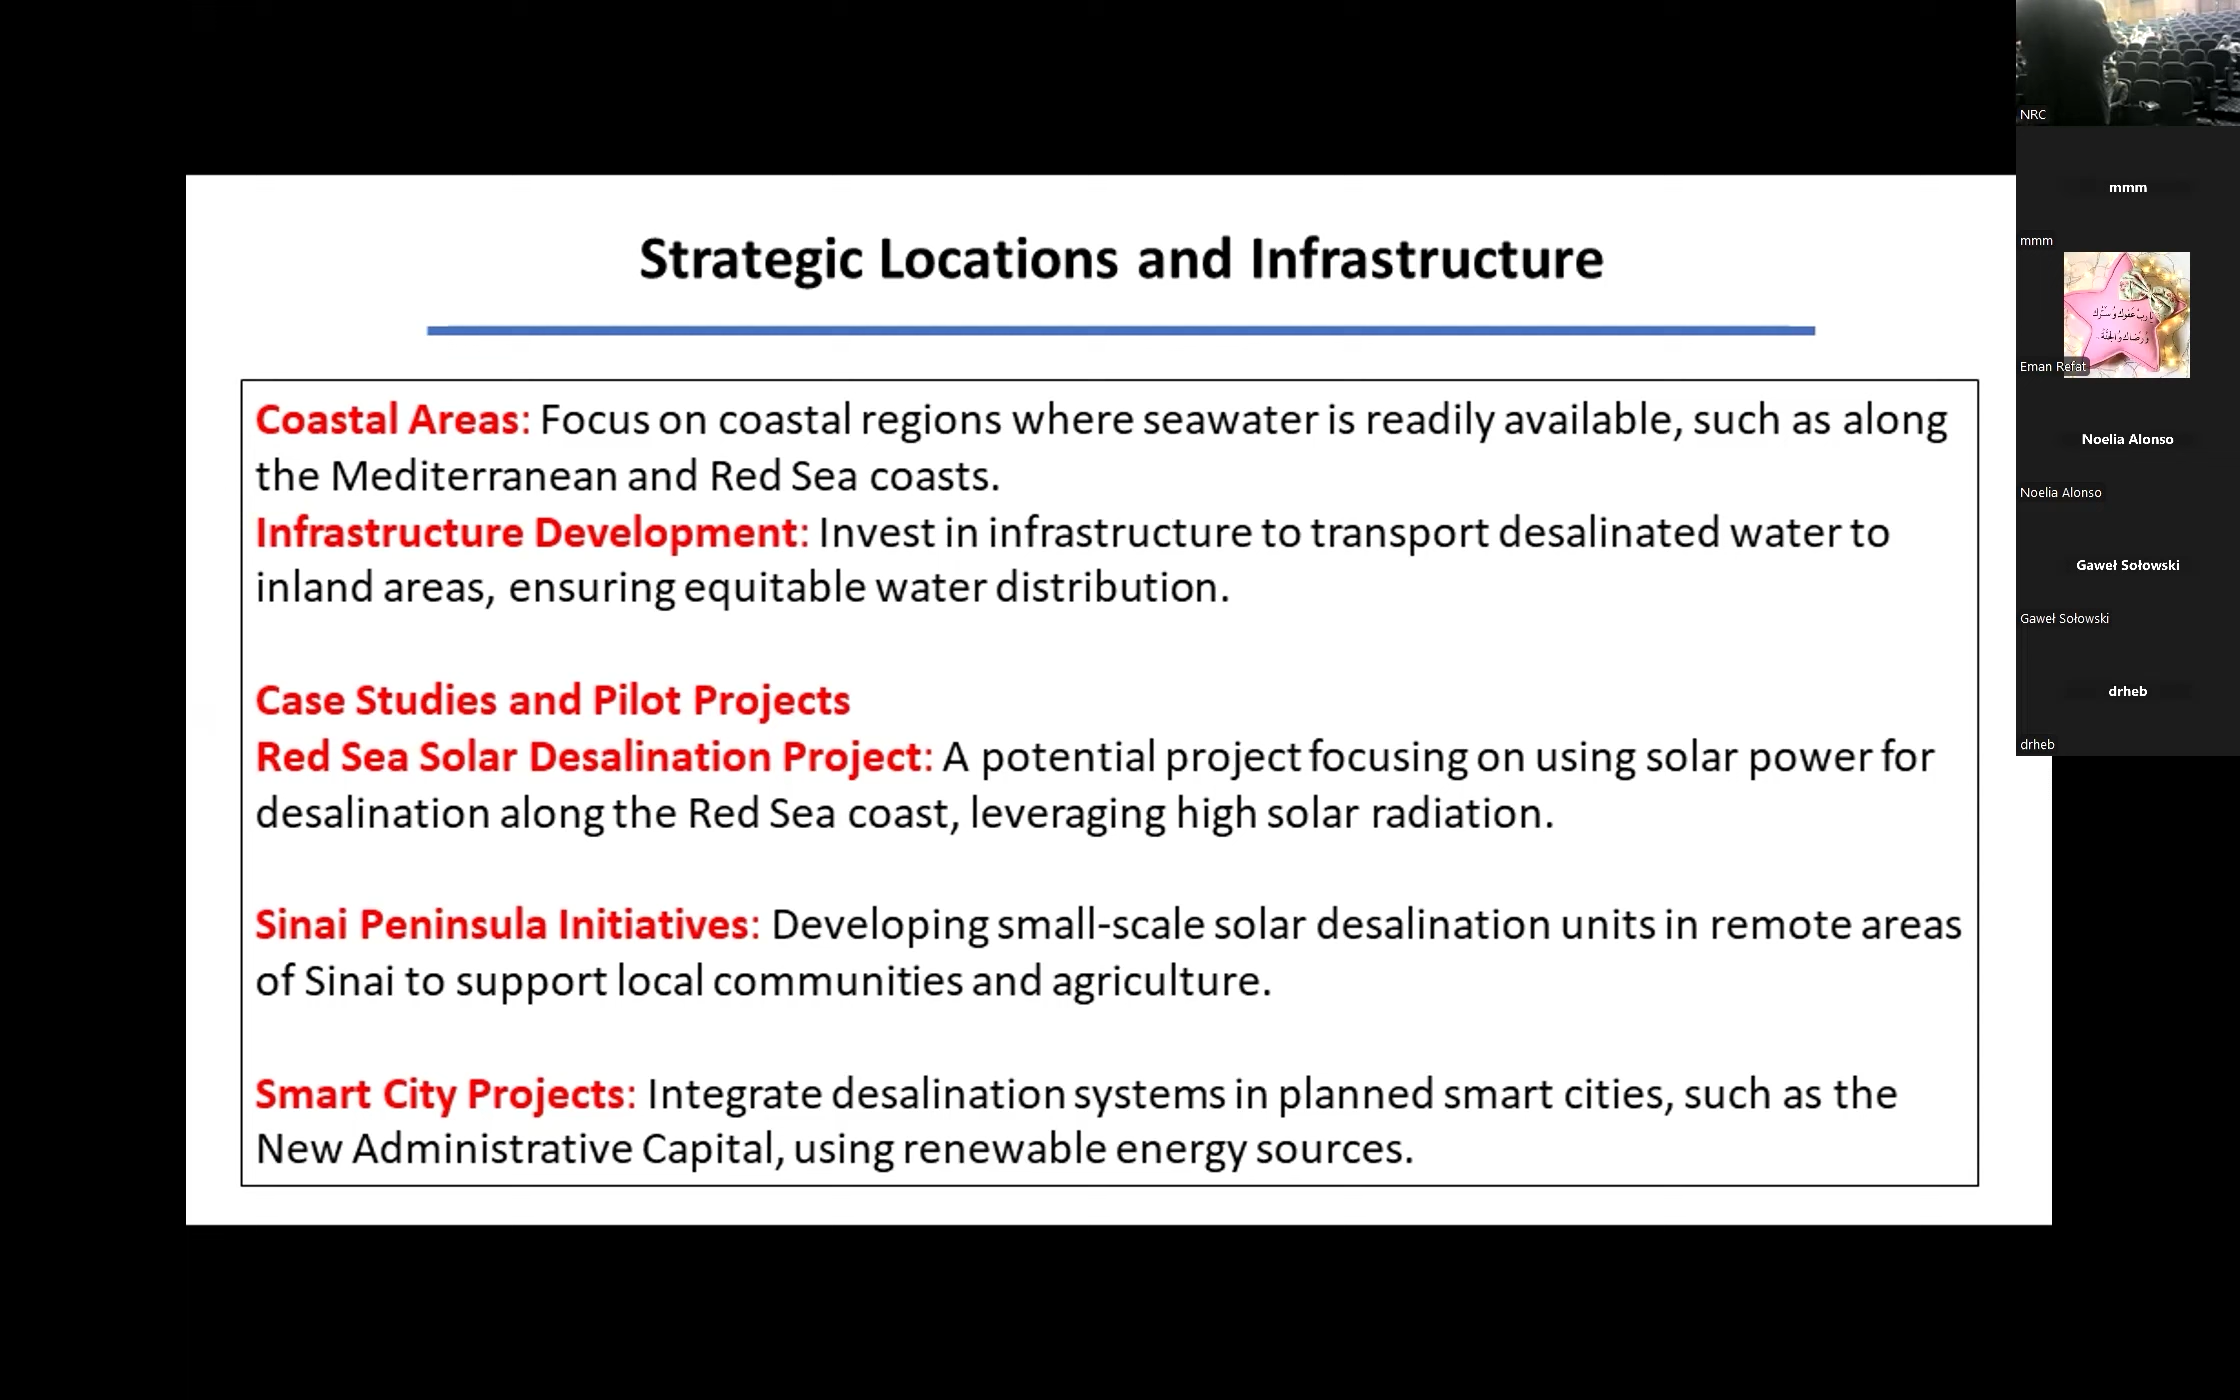 Strategic Locations and Infrastructure
Coastal Areas: Focus on coastal regions where seawater is readily available, such as along
the Mediterranean and Red Sea coasts.
Infrastructure Development: Invest in infrastructure to transport desalinated water to
inland areas, ensuring equitable water distribution.
Case Studies and Pilot Projects
Red Sea Solar Desalination Project: A potential project focusing on using solar power for
desalination along the Red Sea coast, leveraging high solar radiation.
Sinai Peninsula Initiatives: Developing small-scale solar desalination units in remote areas
of Sinai to support local communities and agriculture.
Smart City Projects: Integrate desalination systems in planned smart cities, such as the
New Administrative Capital, using renewable energy sources.
NRC
mmm
mmm
يا رب عفوك و سترك
و رضاك و الجنة
Eman Refat
Noelia Alonso
Noelia Alonso
Gaweł Sołowski
Gaweł Sołowski
drheb
drheb